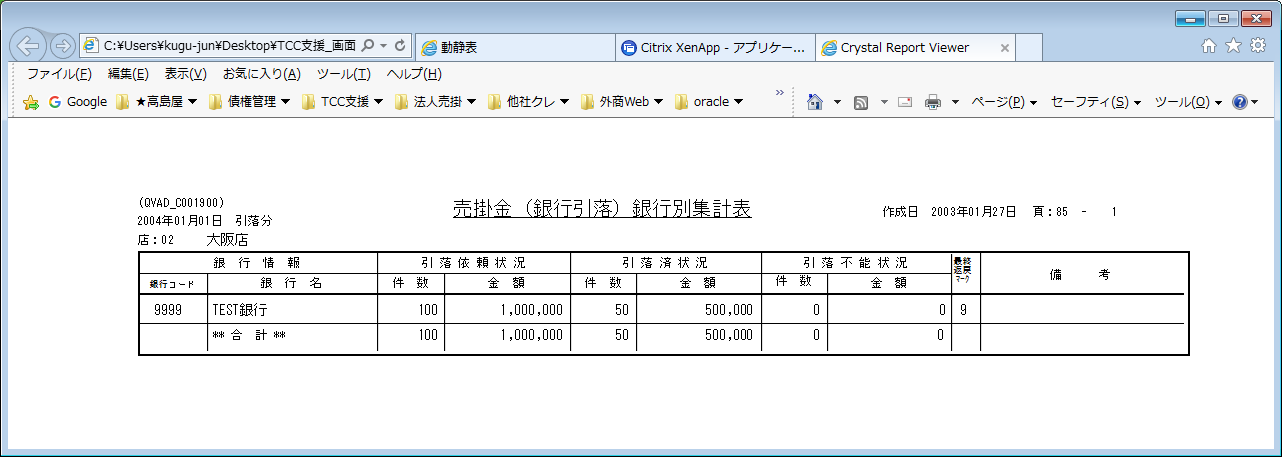 C:¥Users¥kugu-jun¥Desktop¥TCC支援_画面
動静表
Citrix XenApp - アプリケー...
Crystal Report Viewer
ファイル(F) 編集(E) 表示(V) お気に入り(A) ツール(T) ヘルプ(H)
Google ★高島屋 債権管理 TCC支援 法人売掛 他社クレ 外商Web oracle » ページ(P) セーフティ(S) ツール(O)
(QVAD_C001900)
売掛金（銀行引落）銀行別集計表
2004年01月01日 引落分
作成日 2003年01月27日 頁：85 - 1
店：02 大阪店
銀 行 情 報 引 落 依 頼 状 況 引 落 済 状 況 引 落 不 能 状 況 最終返戻マーク 備 考
銀行コード 銀 行 名 件 数 金 額 件 数 金 額 件 数 金 額
9999 TEST銀行 100 1,000,000 50 500,000 0 0 9
** 合 計 ** 100 1,000,000 50 500,000 0 0